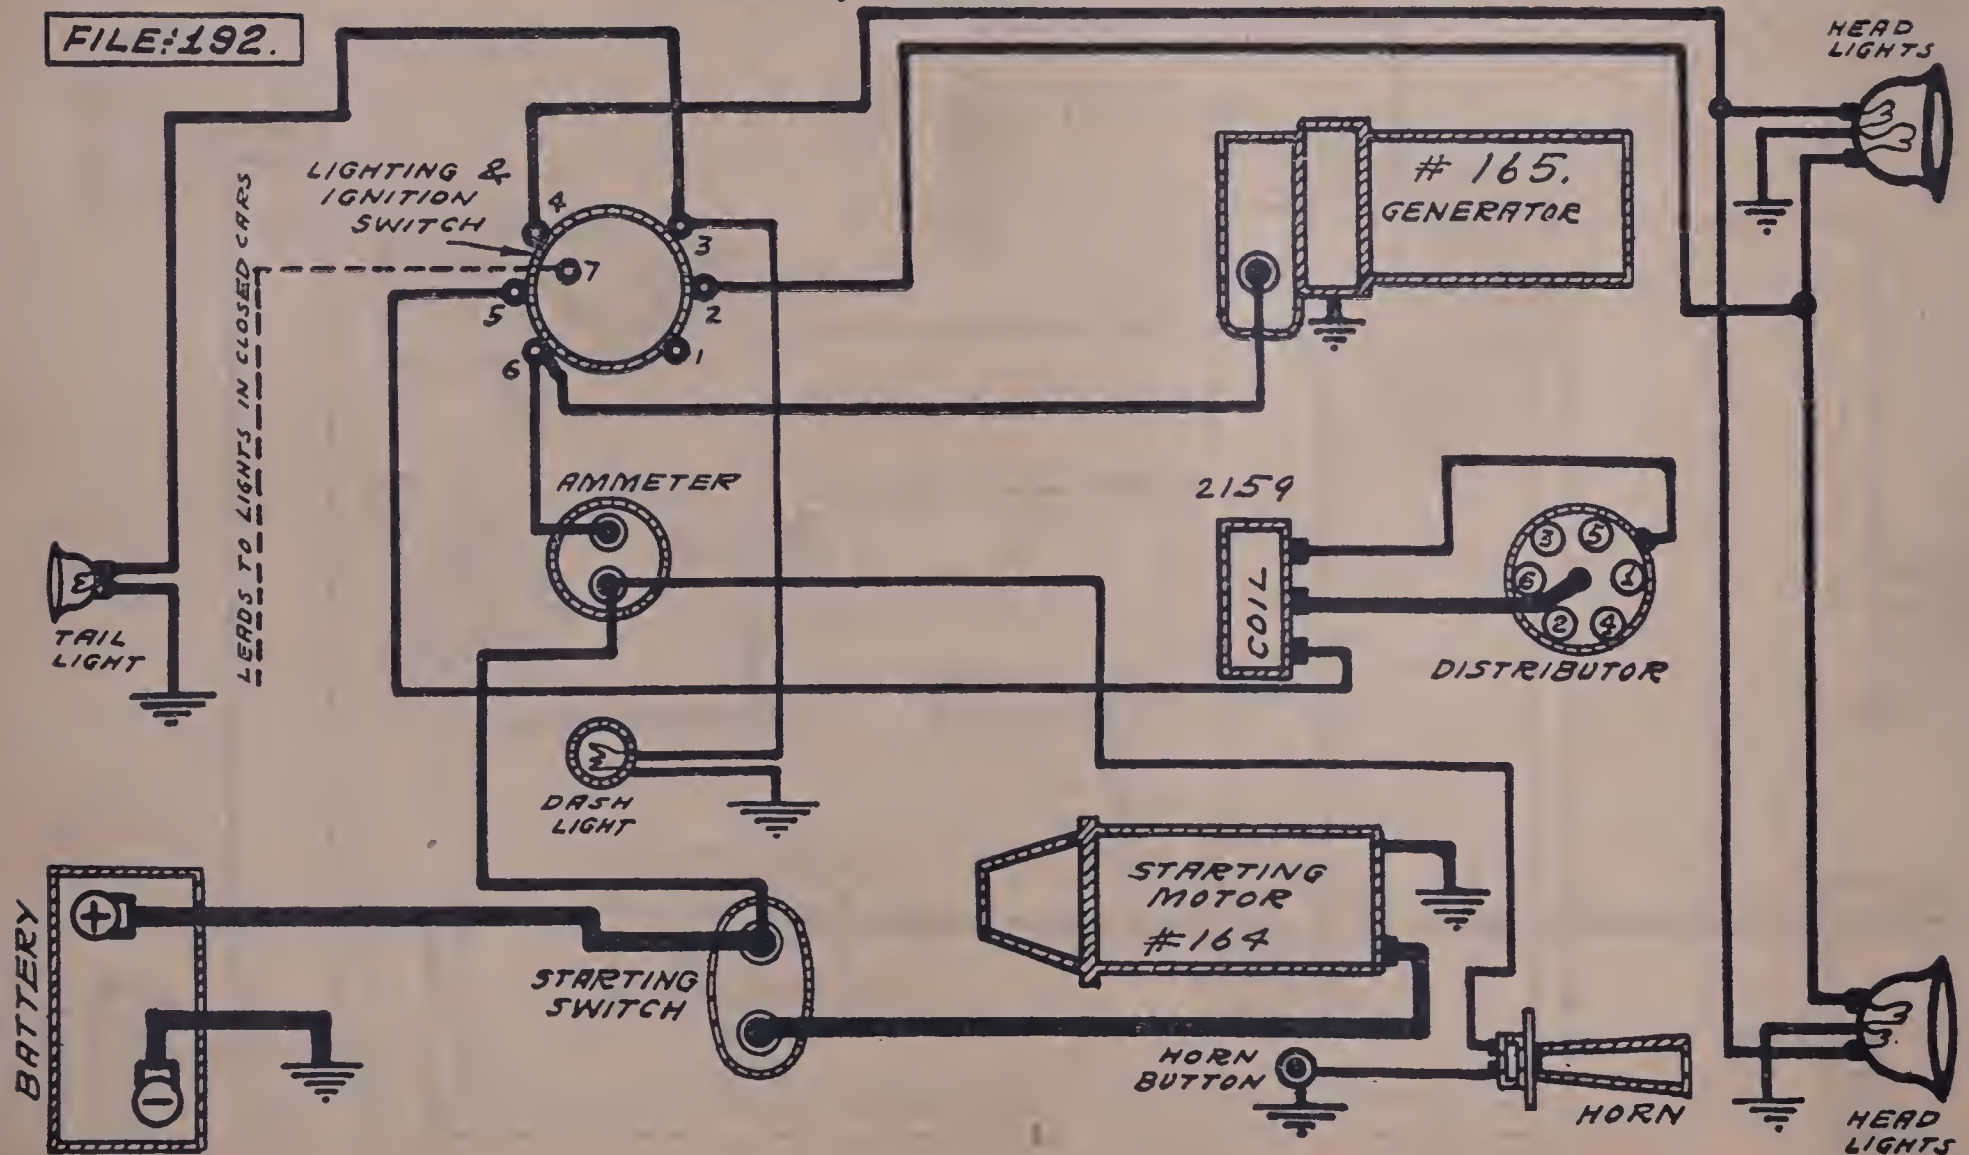 FILE:192.
HEAD
LIGHTS
LIGHTING &
IGNITION
SWITCH
4
3
7
5
2
6
1
LEADS TO LIGHTS IN CLOSED CARS
# 165.
GENERATOR
AMMETER
2159
COIL
3
5
6
1
2
4
DISTRIBUTOR
TAIL
LIGHT
DASH
LIGHT
BATTERY
+
−
STARTING
SWITCH
STARTING
MOTOR
#164
HORN
BUTTON
HORN
HEAD
LIGHTS